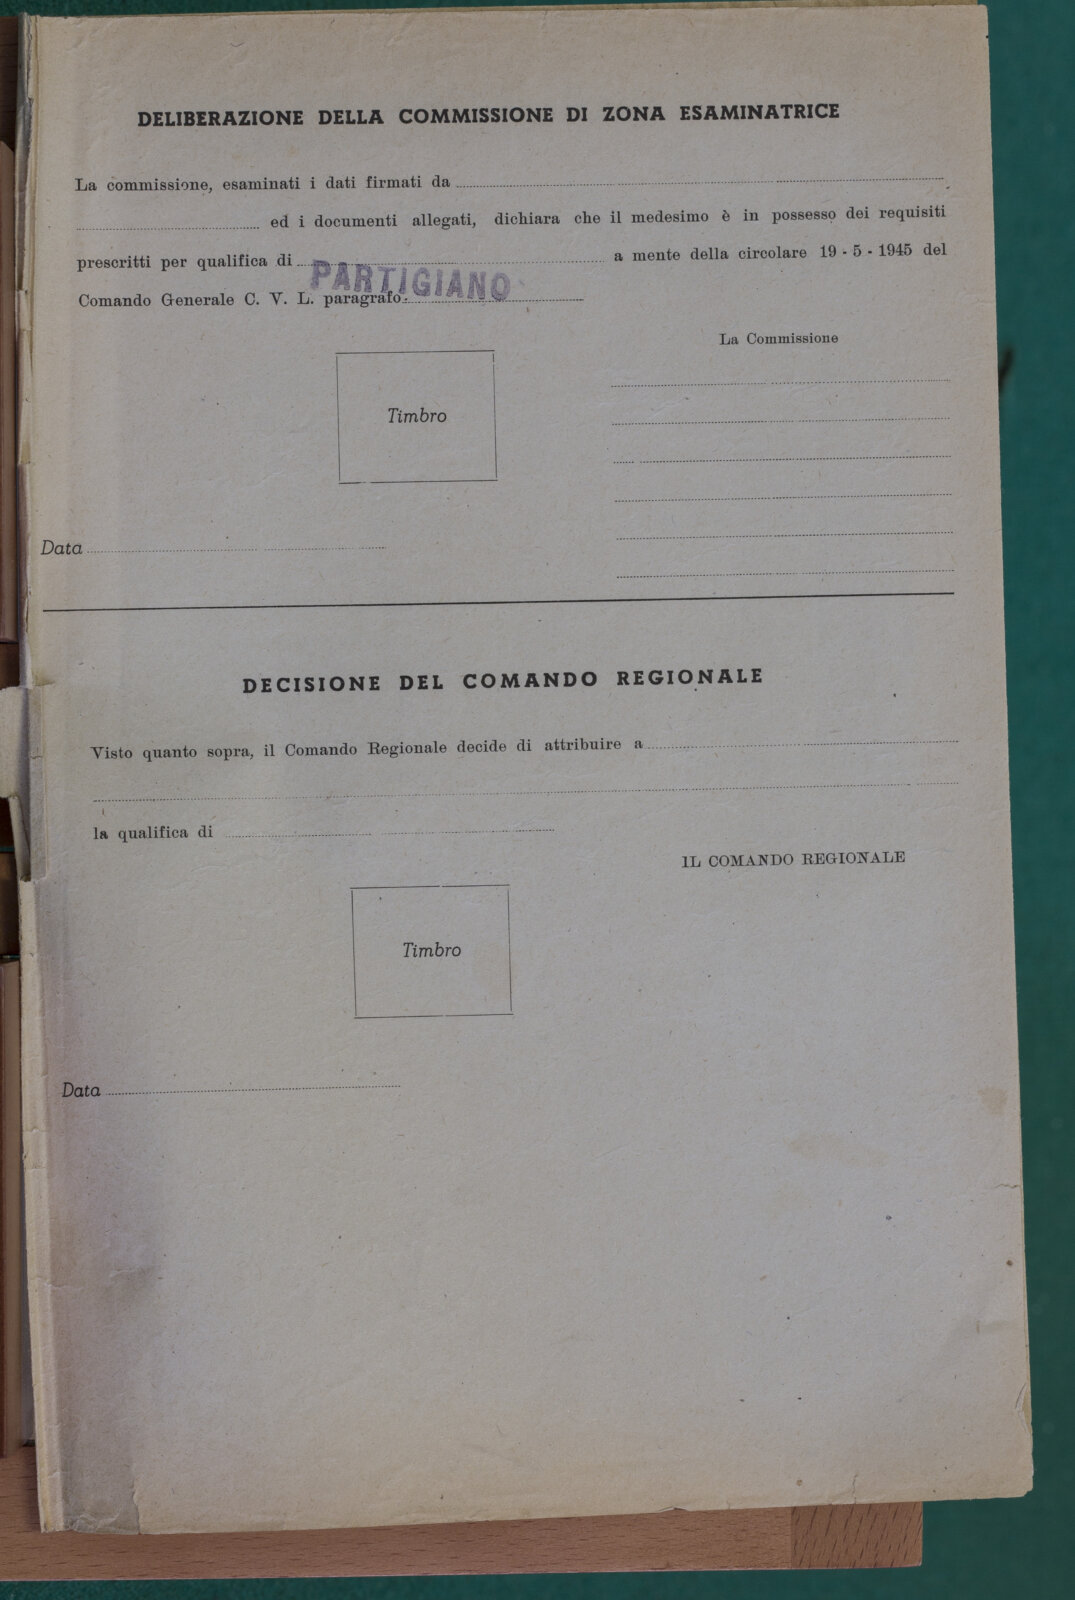 DELIBERAZIONE DELLA COMMISSIONE DI ZONA ESAMINATRICE
La commissione, esaminati i dati firmati da
ed i documenti allegati, dichiara che il medesimo è in possesso dei requisiti
prescritti per qualifica di PARTIGIANO a mente della circolare 19 - 5 - 1945 del
Comando Generale C. V. L. paragrafo
La Commissione
Timbro
Data
DECISIONE DEL COMANDO REGIONALE
Visto quanto sopra, il Comando Regionale decide di attribuire a
la qualifica di
IL COMANDO REGIONALE
Timbro
Data